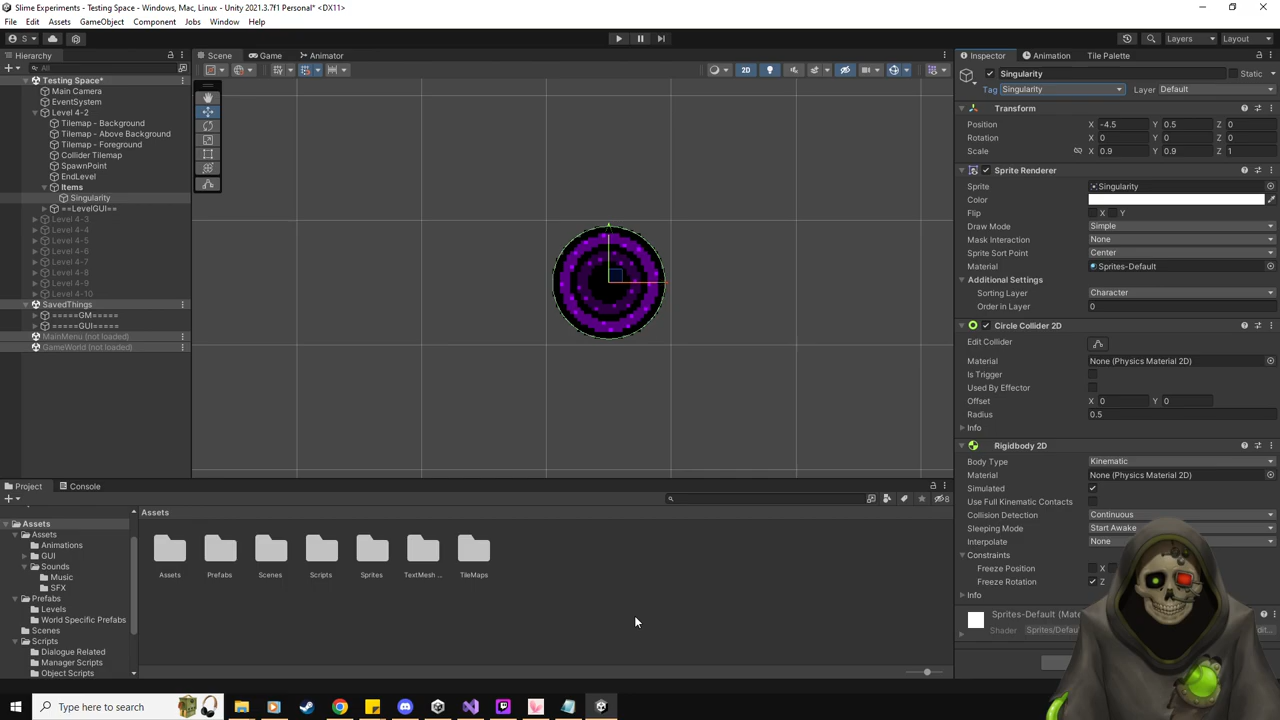 Slime Experiments - Testing Space - Windows, Mac, Linux - Unity 2021.3.7f1 Personal* <DX11>
File Edit Assets GameObject Component Jobs Window Help
S Layers Layout
Hierarchy Scene Game Animator Inspector Animation Tile Palette
All
Singularity Static
Tag Singularity Layer Default
2D
Testing Space*
Main Camera
EventSystem
Level 4-2
Tilemap - Background
Tilemap - Above Background
Tilemap - Foreground
Collider Tilemap
SpawnPoint
EndLevel
Items
Singularity
==LevelGUI==
Level 4-3
Level 4-4
Level 4-5
Level 4-6
Level 4-7
Level 4-8
Level 4-9
Level 4-10
SavedThings
=====GM=====
=====GUI=====
MainMenu (not loaded)
GameWorld (not loaded)
Transform
Position X -4.5 Y 0.5 Z 0
Rotation X 0 Y 0 Z 0
Scale X 0.9 Y 0.9 Z 1
Sprite Renderer
Sprite Singularity
Color
Flip X Y
Draw Mode Simple
Mask Interaction None
Sprite Sort Point Center
Material Sprites-Default
Additional Settings
Sorting Layer Character
Order in Layer 0
Circle Collider 2D
Edit Collider
Material None (Physics Material 2D)
Is Trigger
Used By Effector
Offset X 0 Y 0
Radius 0.5
Info
Rigidbody 2D
Body Type Kinematic
Material None (Physics Material 2D)
Simulated
Use Full Kinematic Contacts
Collision Detection Continuous
Sleeping Mode Start Awake
Interpolate None
Constraints
Freeze Position X
Freeze Rotation Z
Info
Sprites-Default (Mate
Shader Sprites/Defau dit...
Project Console
8
Assets
Assets
Animations
GUI
Sounds
Music
SFX
Prefabs
Levels
World Specific Prefabs
Scenes
Scripts
Dialogue Related
Manager Scripts
Object Scripts
Assets
Assets Prefabs Scenes Scripts Sprites TextMesh ... TileMaps
Type here to search